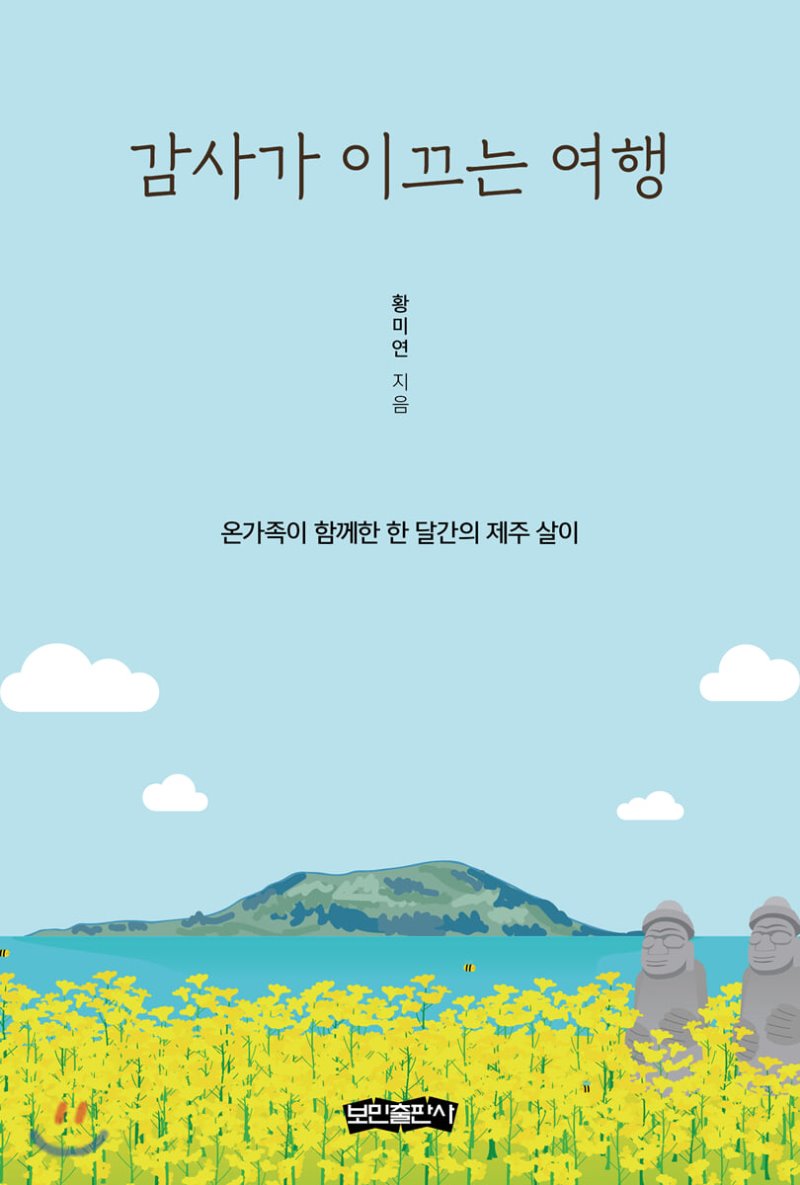 감사가 이끄는 여행
황미연 지음
온가족이 함께한 한 달간의 제주 살이
보민출판사